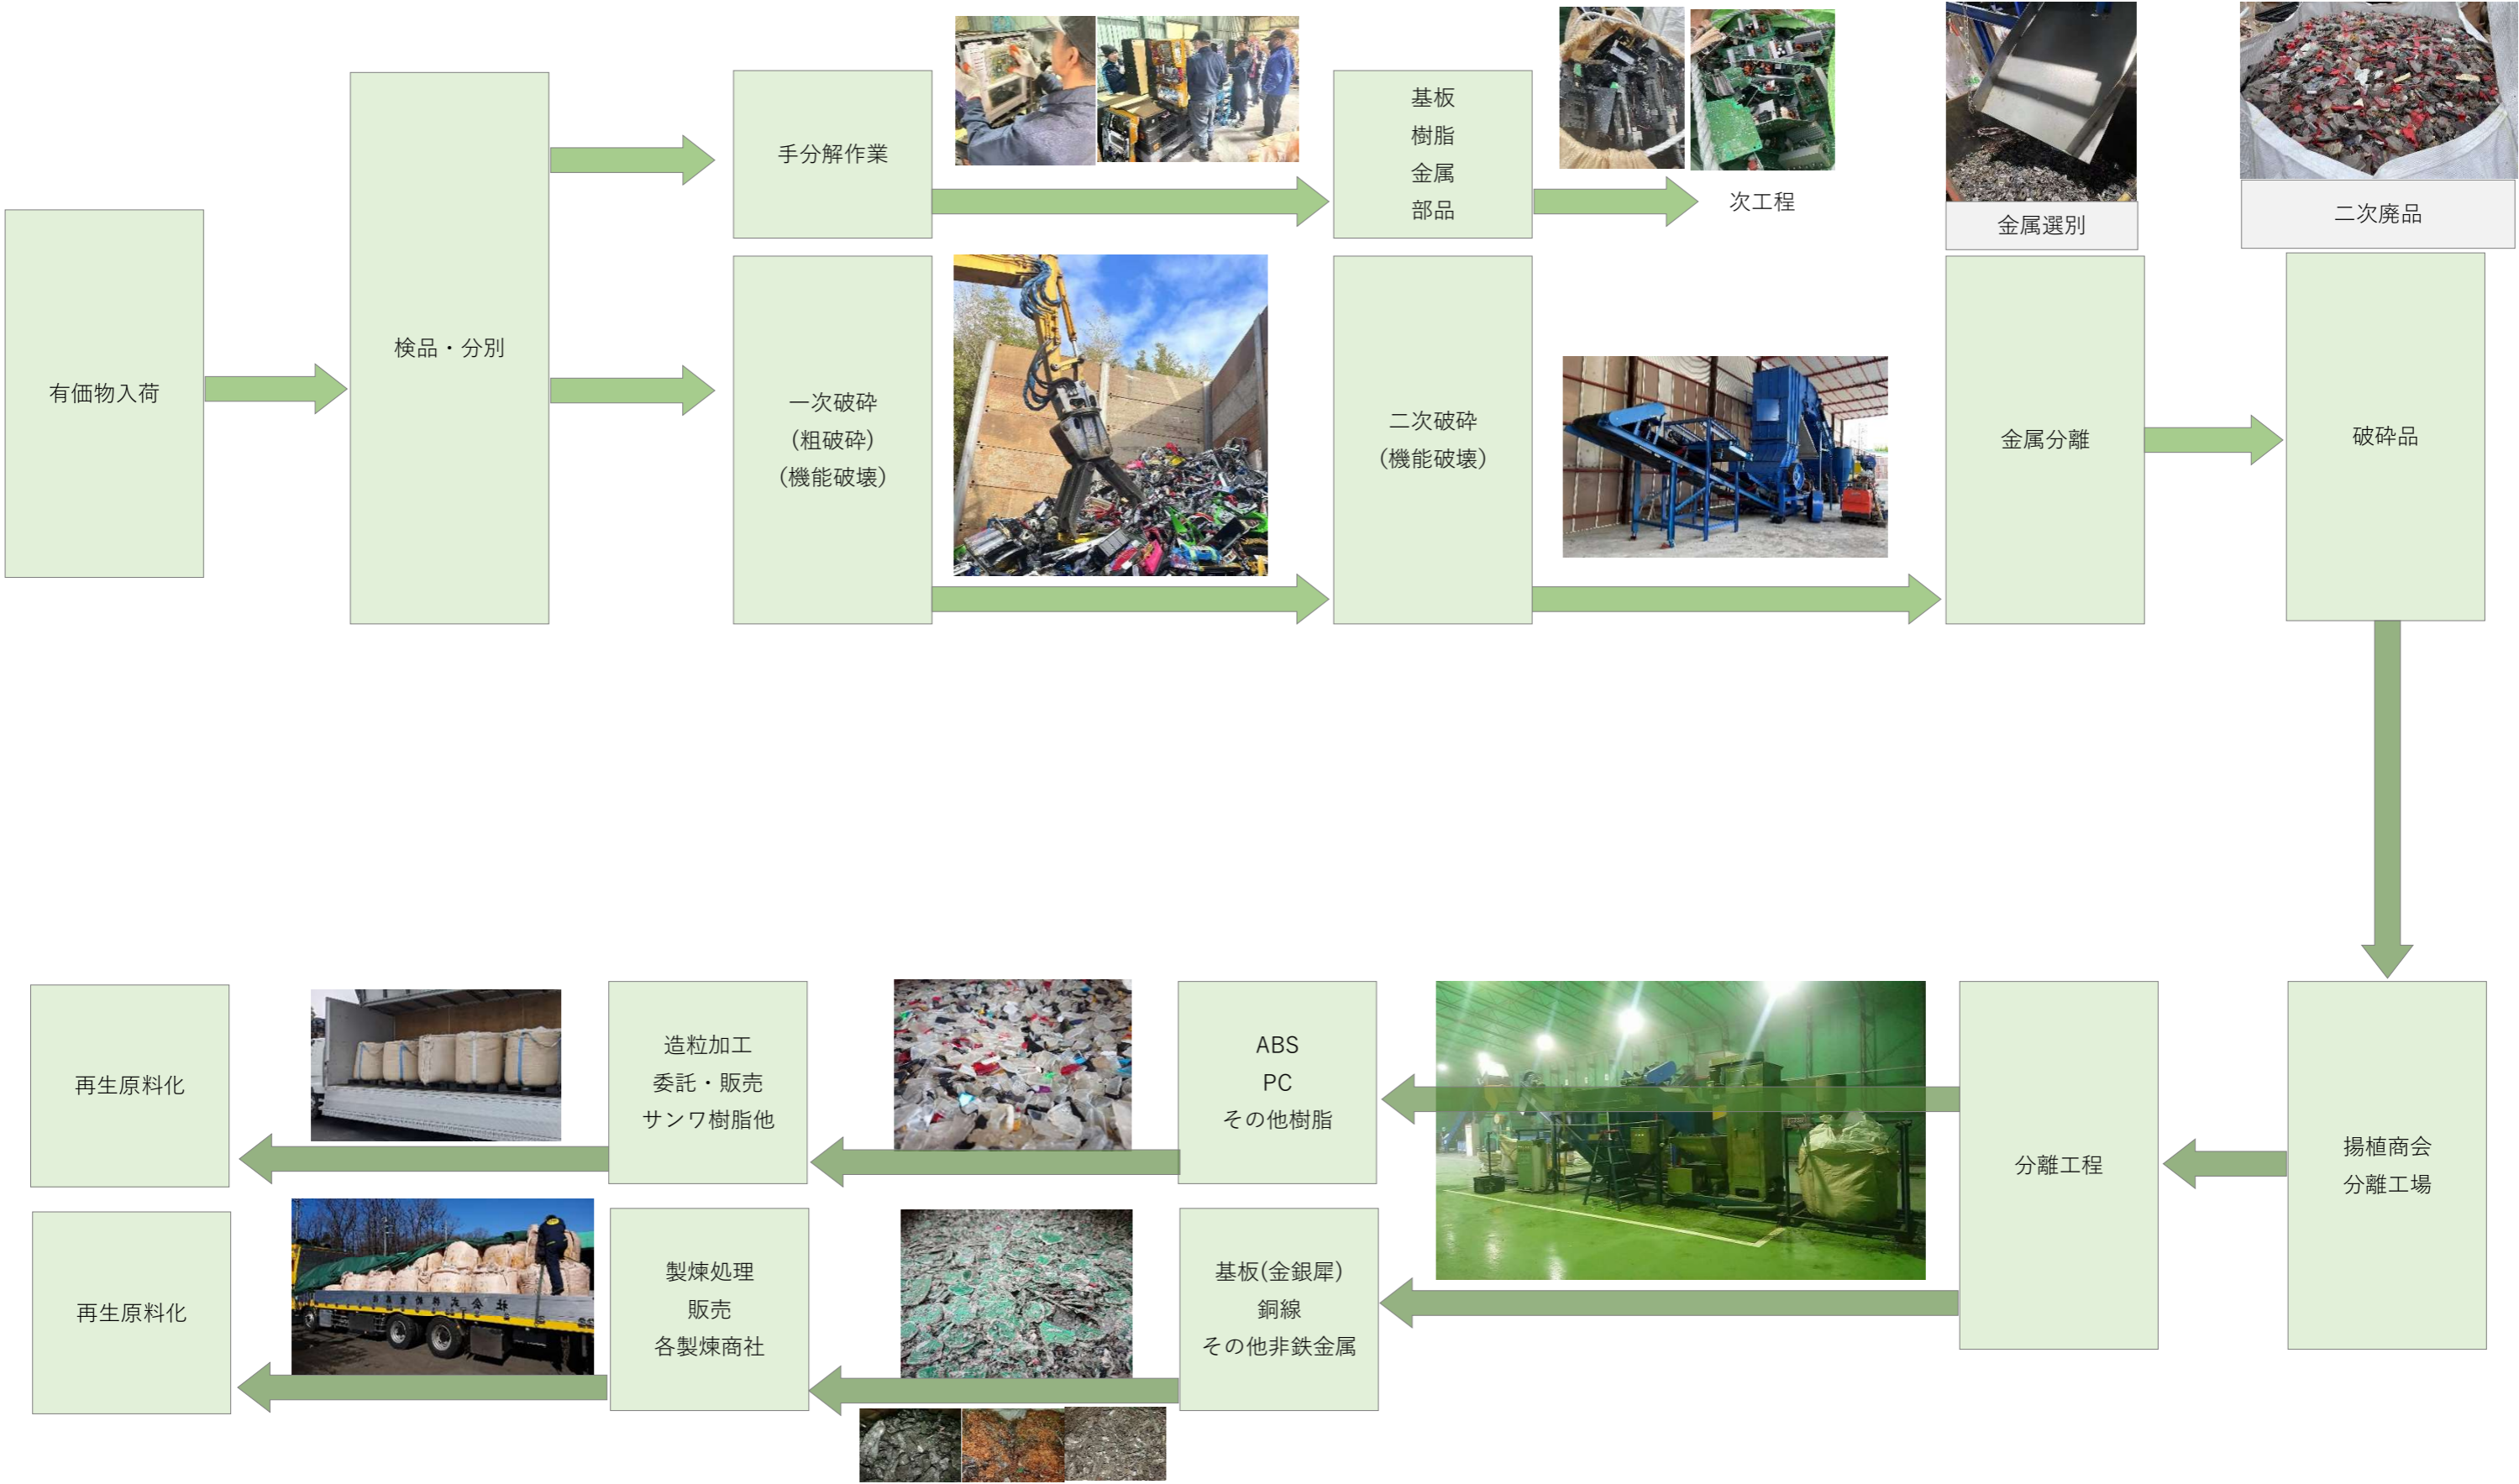 有価物入荷
検品・分別
手分解作業
基板
樹脂
金属
部品
次工程
金属選別
二次廃品
一次破砕
(粗破砕)
(機能破壊)
二次破砕
(機能破壊)
金属分離
破砕品
揚植商会
分離工場
分離工程
ABS
PC
その他樹脂
造粒加工
委託・販売
サンワ樹脂他
再生原料化
基板(金銀犀)
銅線
その他非鉄金属
製煉処理
販売
各製煉商社
再生原料化